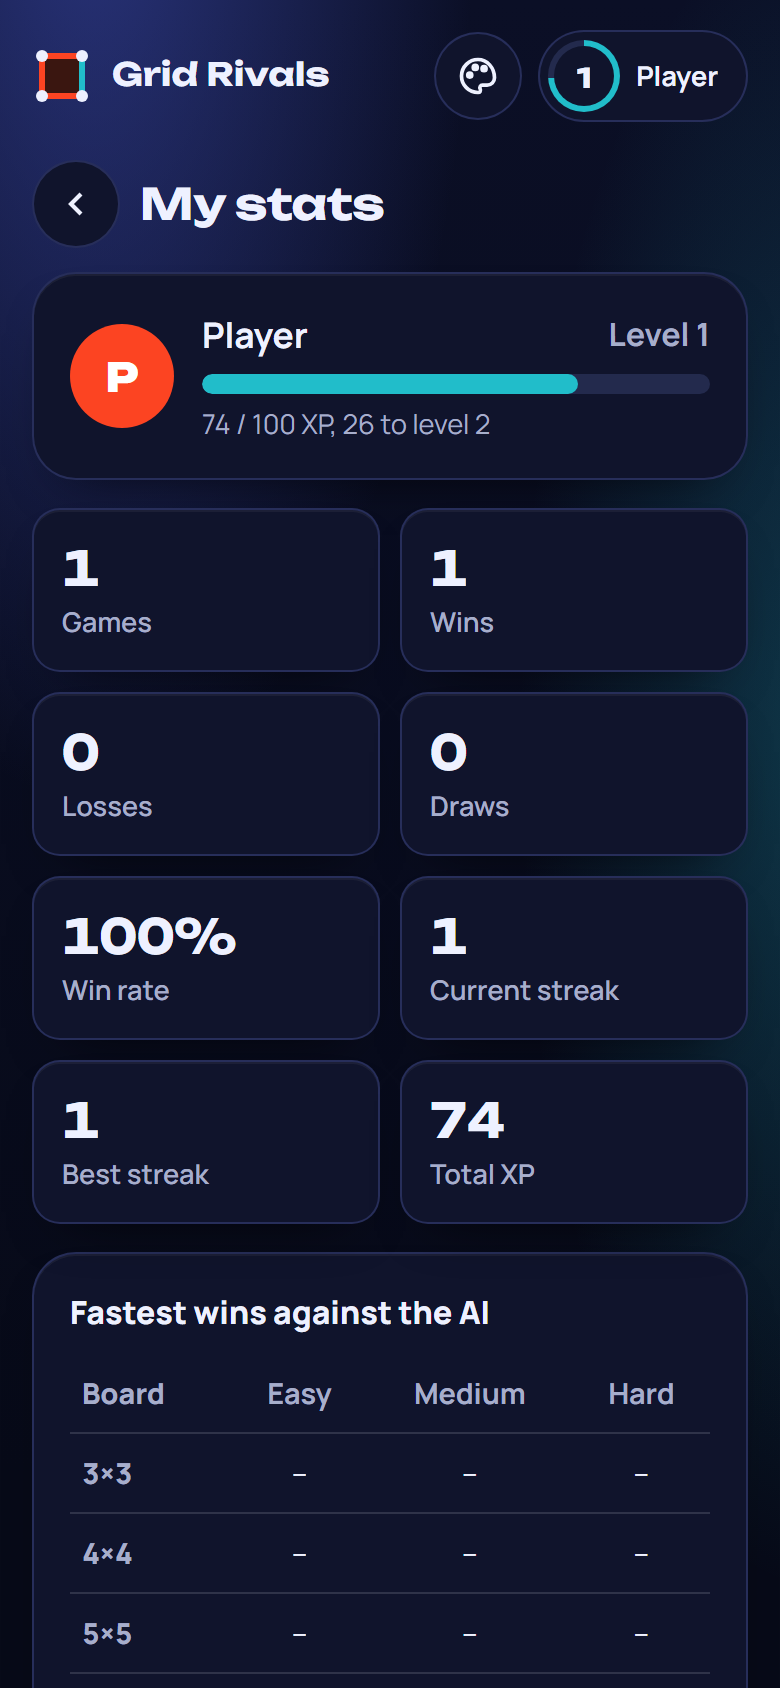 Grid Rivals
1 Player
My stats
P
Player
Level 1
74 / 100 XP, 26 to level 2
1
Games
1
Wins
0
Losses
0
Draws
100%
Win rate
1
Current streak
1
Best streak
74
Total XP
Fastest wins against the AI
Board Easy Medium Hard
3×3 – – –
4×4 – – –
5×5 – – –